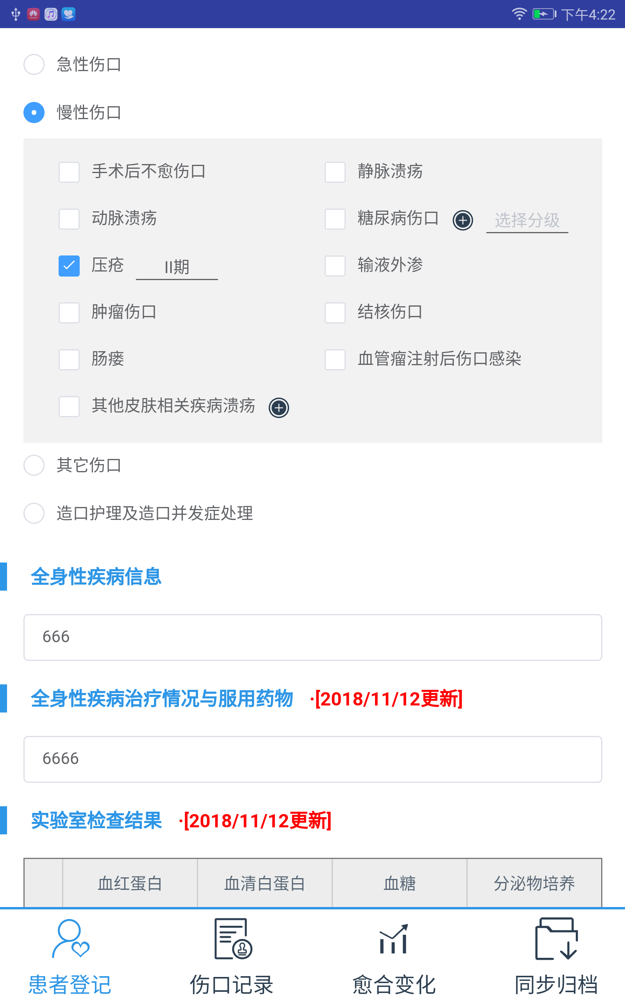 下午4:22
急性伤口
慢性伤口
手术后不愈伤口 静脉溃疡
动脉溃疡 糖尿病伤口 选择分级
压疮 II期 输液外渗
肿瘤伤口 结核伤口
肠瘘 血管瘤注射后伤口感染
其他皮肤相关疾病溃疡
其它伤口
造口护理及造口并发症处理
全身性疾病信息
666
全身性疾病治疗情况与服用药物 ·[2018/11/12更新]
6666
实验室检查结果 ·[2018/11/12更新]
血红蛋白 血清白蛋白 血糖 分泌物培养
患者登记 伤口记录 愈合变化 同步归档